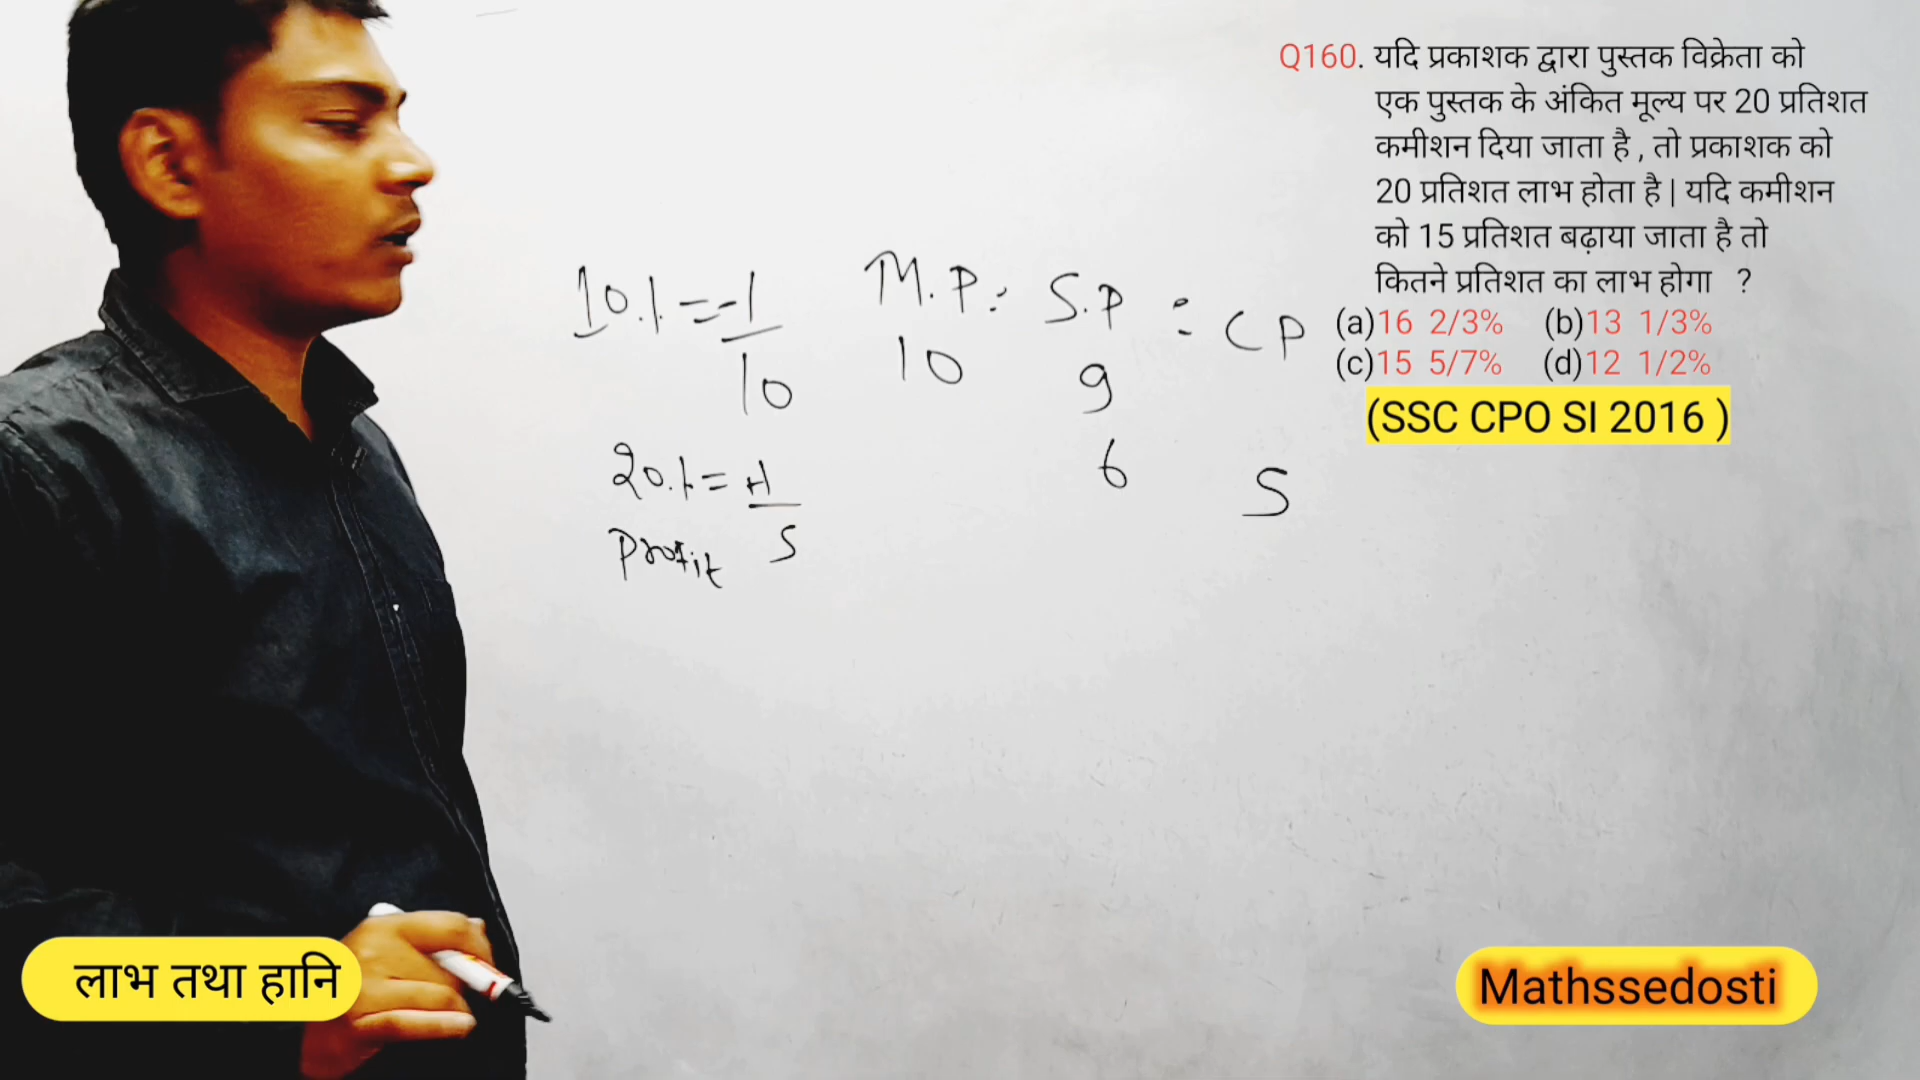 Q160. यदि प्रकाशक द्वारा पुस्तक विक्रेता को
एक पुस्तक के अंकित मूल्य पर 20 प्रतिशत
कमीशन दिया जाता है , तो प्रकाशक को
20 प्रतिशत लाभ होता है | यदि कमीशन
को 15 प्रतिशत बढ़ाया जाता है तो
कितने प्रतिशत का लाभ होगा ?
(a)16 2/3% (b)13 1/3%
(c)15 5/7% (d)12 1/2%
(SSC CPO SI 2016 )
10.1. = -1/10 M.P : S.P : CP
10 9
20.1. = +1/5 6 5
Profit
लाभ तथा हानि
Mathssedosti